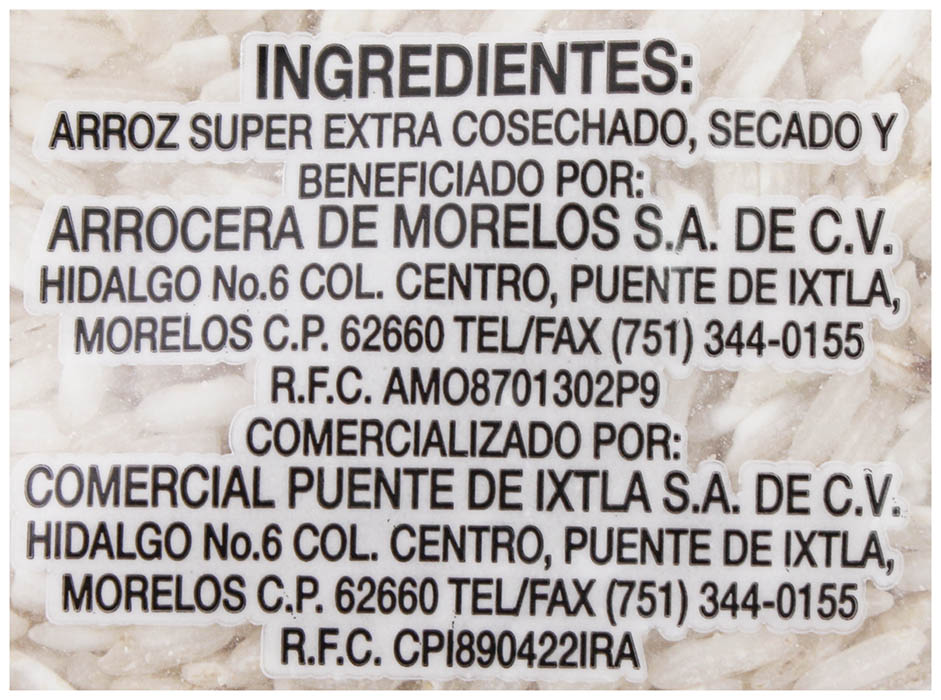 INGREDIENTES:
ARROZ SUPER EXTRA COSECHADO, SECADO Y
BENEFICIADO POR:
ARROCERA DE MORELOS S.A. DE C.V.
HIDALGO No.6 COL. CENTRO, PUENTE DE IXTLA,
MORELOS C.P. 62660 TEL/FAX (751) 344-0155
R.F.C. AMO8701302P9
COMERCIALIZADO POR:
COMERCIAL PUENTE DE IXTLA S.A. DE C.V.
HIDALGO No.6 COL. CENTRO, PUENTE DE IXTLA,
MORELOS C.P. 62660 TEL/FAX (751) 344-0155
R.F.C. CPI890422IRA